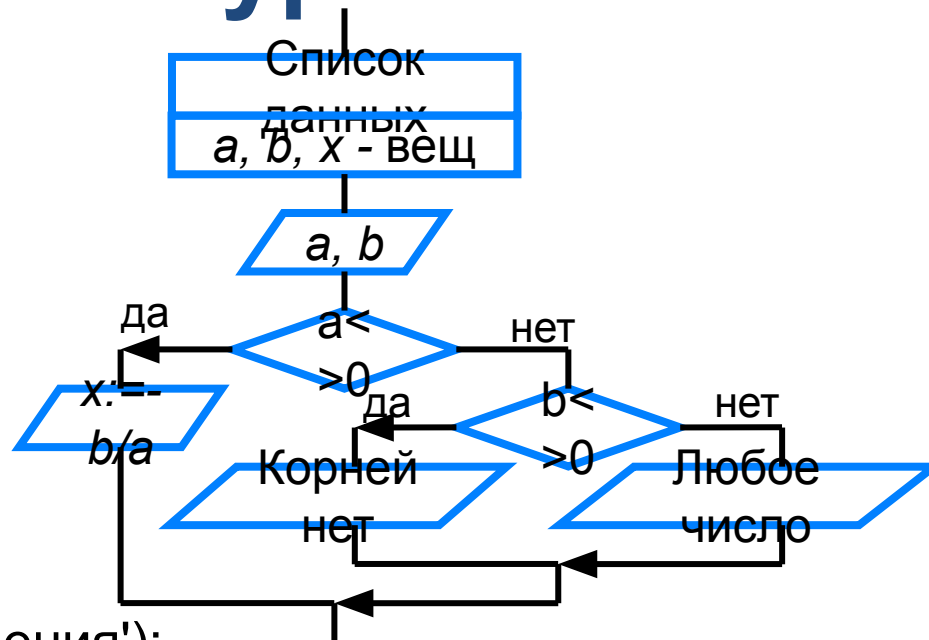 Список
данных
a, b, x - вещ
a, b
да
a<
>0
нет
x:=-
b/a
да
b<
>0
нет
Корней
нет
Любое
число